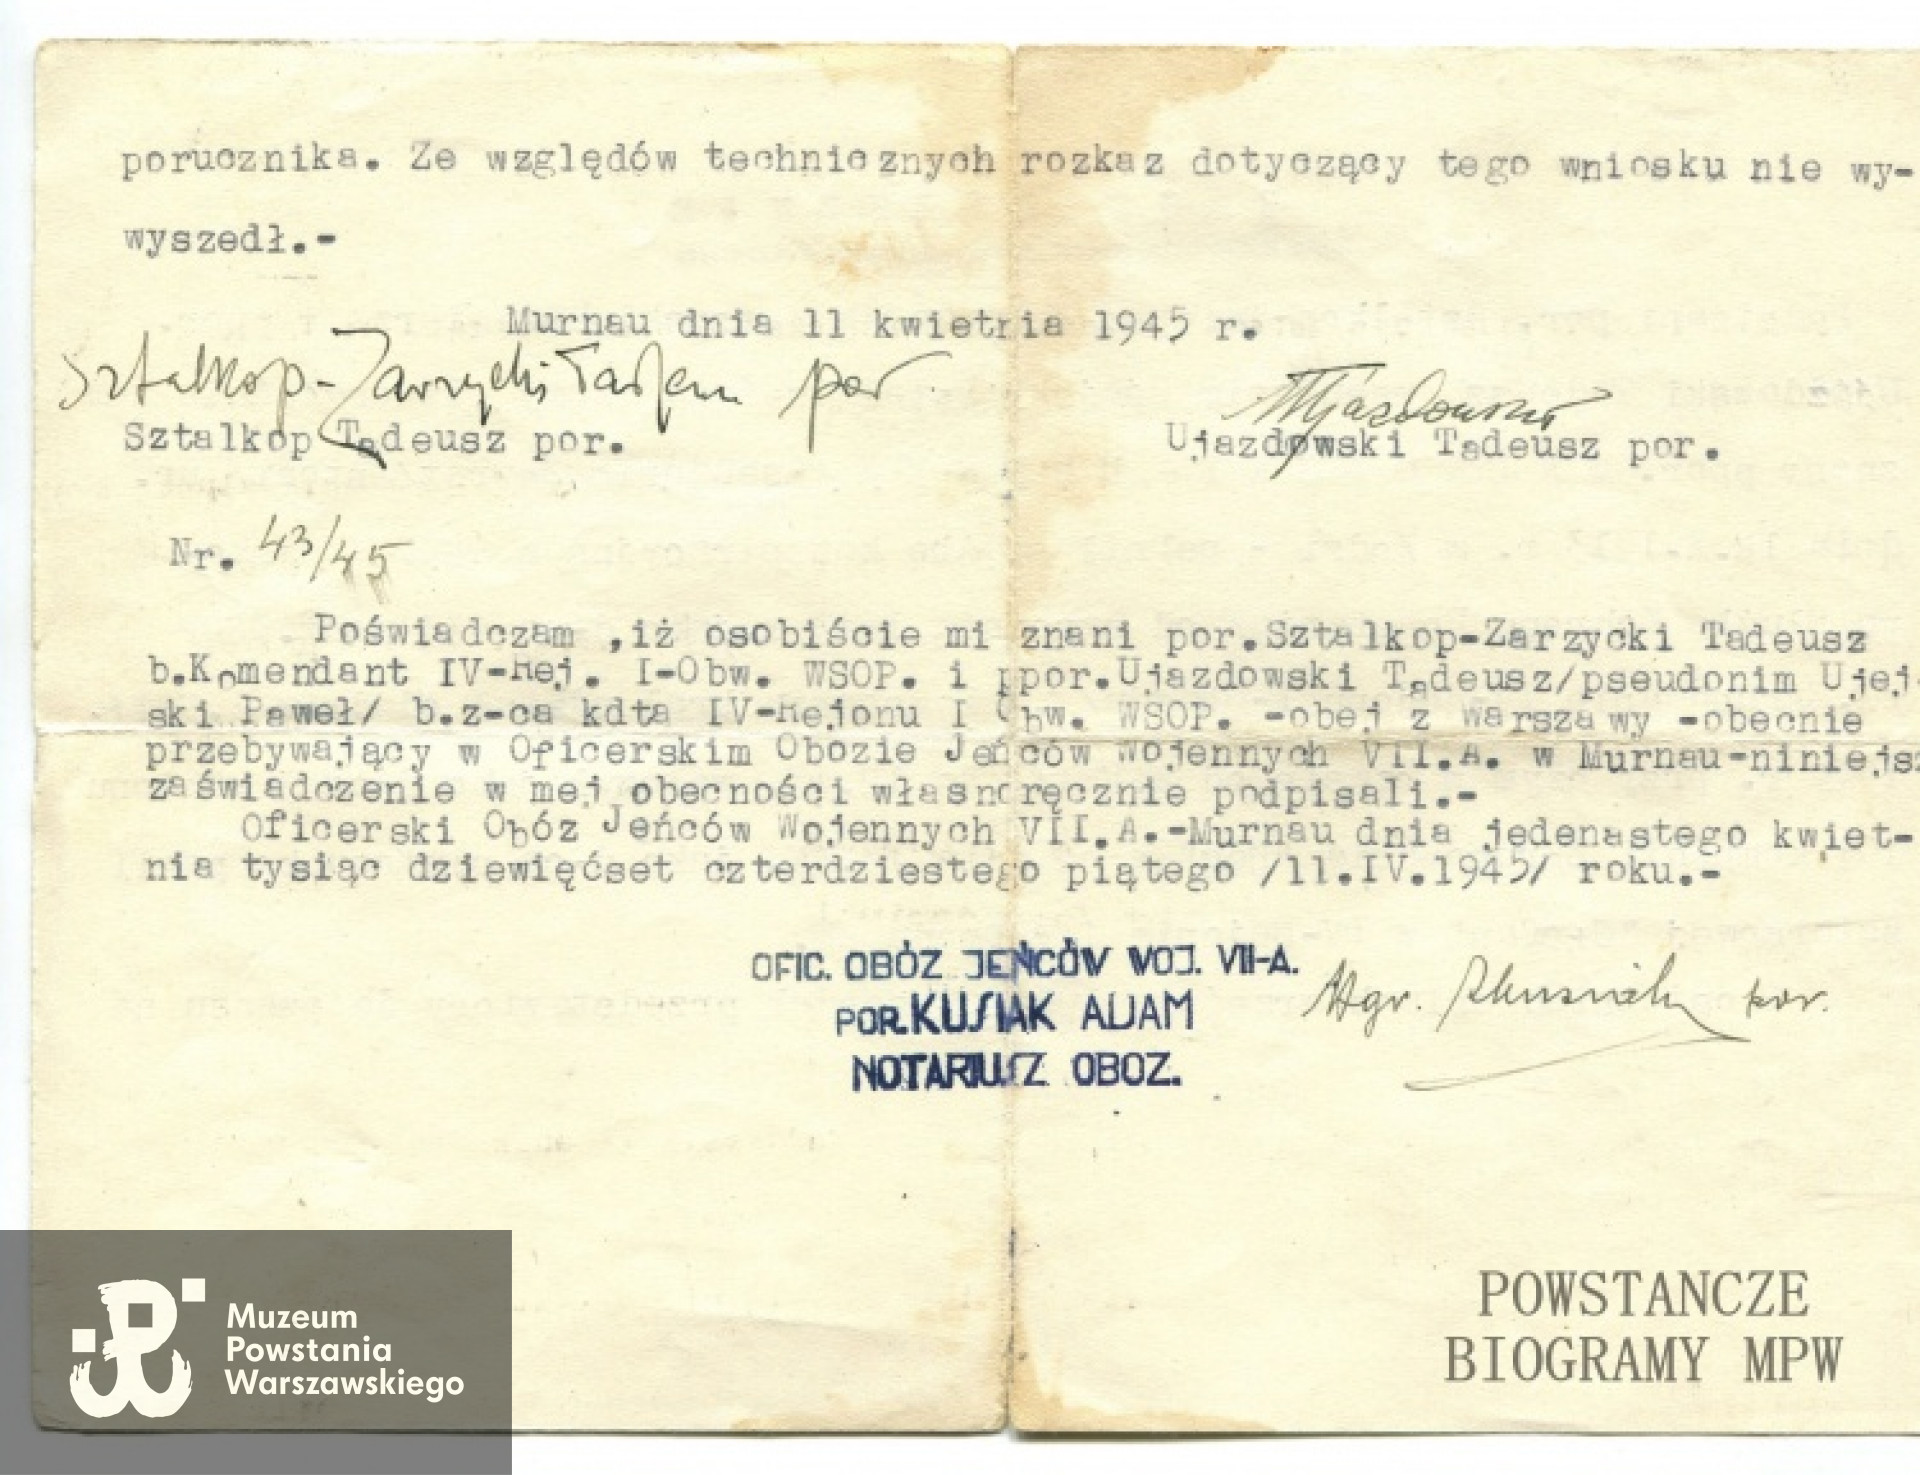 porucznika. Ze względów technicznych rozkaz dotyczący tego wniosku nie wy-
wyszedł.-
Murnau dnia 11 kwietnia 1945 r.
Sztalkop-Zarzycki Tadeusz por
Ujazdowski
Sztalkop Tadeusz por.
Ujazdowski Tadeusz por.
Nr. 43/45
Poświadczam ,iż osobiście mi znani por.Sztalkop-Zarzycki Tadeusz
b.Komendant IV-Rej. I-Obw. WSOP. i ppor.Ujazdowski Tadeusz/pseudonim Ujej-
ski Paweł/ b.z-ca kdta IV-Rejonu I Obw. WSOP. -obej z Warszawy -obecnie
przebywający w Oficerskim Obozie Jeńców Wojennych VII.A. w Murnau-niniejsz
zaświadczenie w mej obecności własnoręcznie podpisali.-
Oficerski Obóz Jeńców Wojennych VII.A.-Murnau dnia jedenastego kwiet-
nia tysiąc dziewięćset czterdziestego piątego /11.IV.1945/ roku.-
OFIC. OBÓZ JEŃCÓW WOJ. VII-A.
POR. KUSIAK ADAM
NOTARIUSZ OBOZ.
Mgr. AKusiak por.
Muzeum
Powstania
Warszawskiego
POWSTAŃCZE
BIOGRAMY MPW